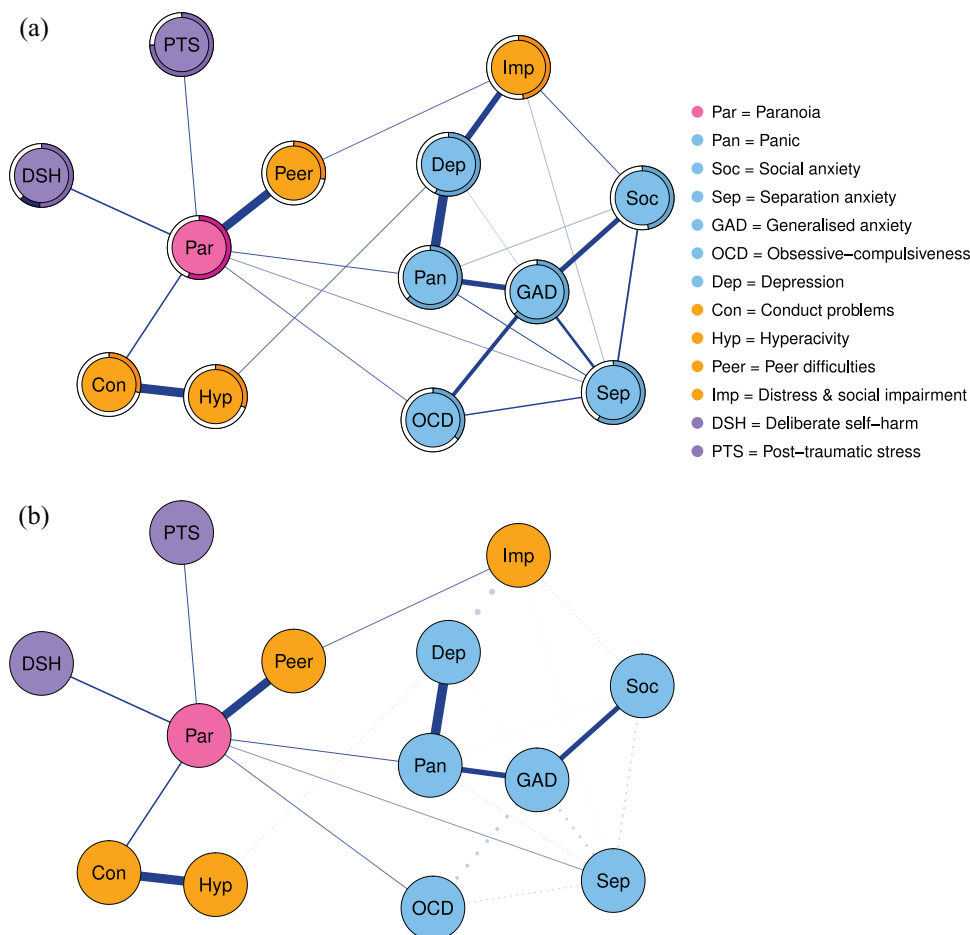 (a)
PTS
Imp
DSH
Peer
Dep
Soc
Par
Pan
GAD
Con
Hyp
OCD
Sep
Par = Paranoia
Pan = Panic
Soc = Social anxiety
Sep = Separation anxiety
GAD = Generalised anxiety
OCD = Obsessive−compulsiveness
Dep = Depression
Con = Conduct problems
Hyp = Hyperacivity
Peer = Peer difficulties
Imp = Distress & social impairment
DSH = Deliberate self−harm
PTS = Post−traumatic stress
(b)
PTS
Imp
DSH
Peer
Dep
Soc
Par
Pan
GAD
Con
Hyp
OCD
Sep